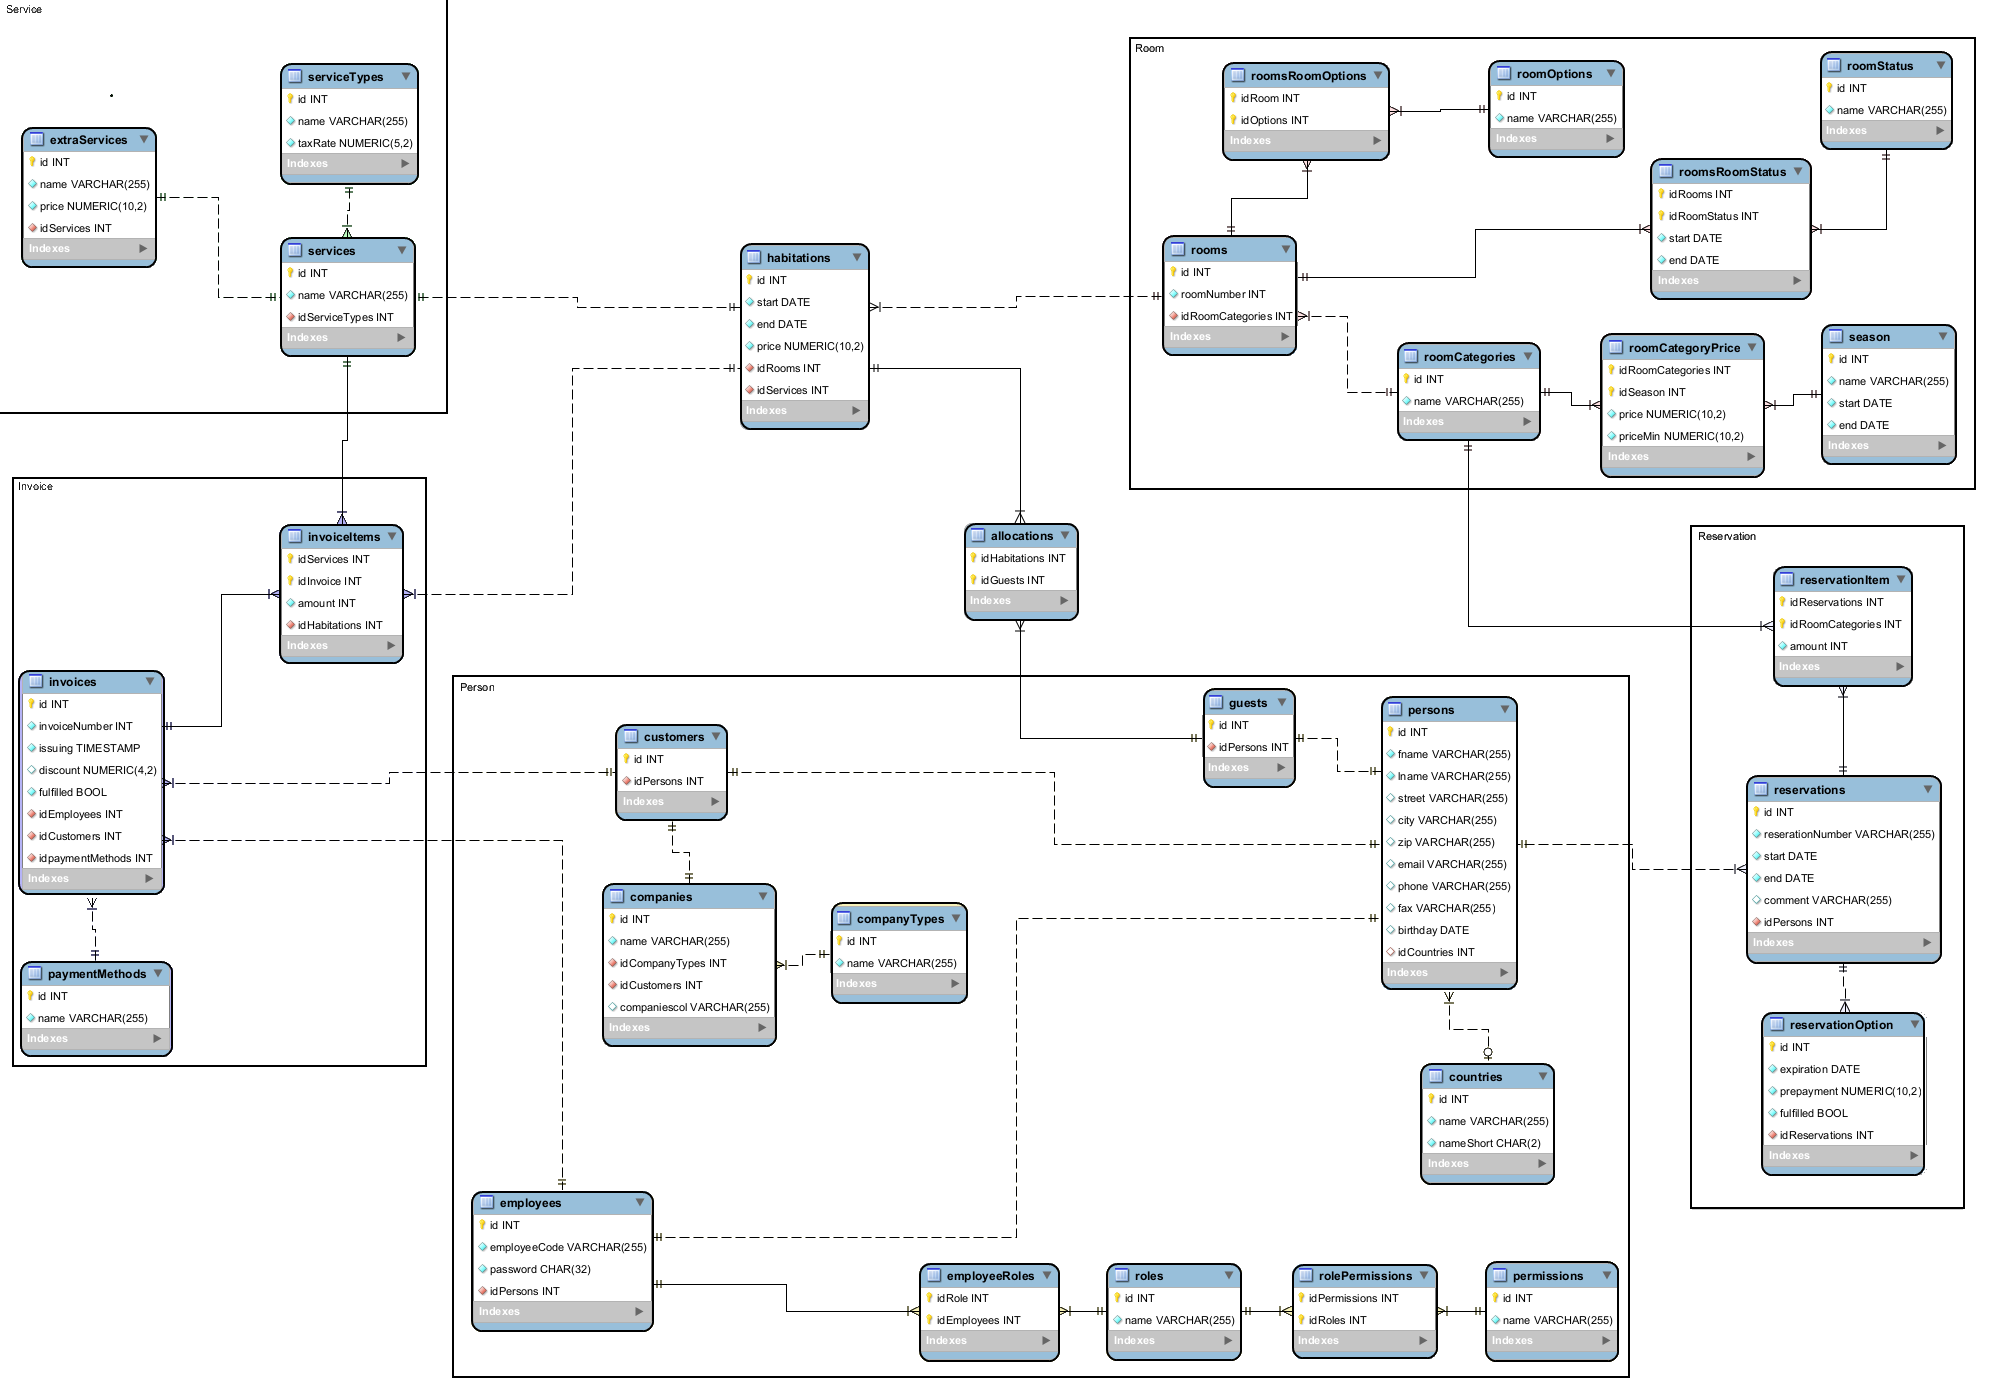 Service
serviceTypes
id INT
name VARCHAR(255)
taxRate NUMERIC(5,2)
Indexes
extraServices
id INT
name VARCHAR(255)
price NUMERIC(10,2)
idServices INT
Indexes
services
id INT
name VARCHAR(255)
idServiceTypes INT
Indexes
habitations
id INT
start DATE
end DATE
price NUMERIC(10,2)
idRooms INT
idServices INT
Indexes
Room
roomsRoomOptions
idRoom INT
idOptions INT
Indexes
roomOptions
id INT
name VARCHAR(255)
Indexes
roomStatus
id INT
name VARCHAR(255)
Indexes
roomsRoomStatus
idRooms INT
idRoomStatus INT
start DATE
end DATE
Indexes
rooms
id INT
roomNumber INT
idRoomCategories INT
Indexes
roomCategories
id INT
name VARCHAR(255)
Indexes
roomCategoryPrice
idRoomCategories INT
idSeason INT
price NUMERIC(10,2)
priceMin NUMERIC(10,2)
Indexes
season
id INT
name VARCHAR(255)
start DATE
end DATE
Indexes
Invoice
invoiceItems
idServices INT
idInvoice INT
amount INT
idHabitations INT
Indexes
invoices
id INT
invoiceNumber INT
issuing TIMESTAMP
discount NUMERIC(4,2)
fulfilled BOOL
idEmployees INT
idCustomers INT
idpaymentMethods INT
Indexes
paymentMethods
id INT
name VARCHAR(255)
Indexes
allocations
idHabitations INT
idGuests INT
Indexes
Person
customers
id INT
idPersons INT
Indexes
guests
id INT
idPersons INT
Indexes
persons
id INT
fname VARCHAR(255)
lname VARCHAR(255)
street VARCHAR(255)
city VARCHAR(255)
zip VARCHAR(255)
email VARCHAR(255)
phone VARCHAR(255)
fax VARCHAR(255)
birthday DATE
idCountries INT
Indexes
companies
id INT
name VARCHAR(255)
idCompanyTypes INT
idCustomers INT
companiescol VARCHAR(255)
Indexes
companyTypes
id INT
name VARCHAR(255)
Indexes
countries
id INT
name VARCHAR(255)
nameShort CHAR(2)
Indexes
employees
id INT
employeeCode VARCHAR(255)
password CHAR(32)
idPersons INT
Indexes
employeeRoles
idRole INT
idEmployees INT
Indexes
roles
id INT
name VARCHAR(255)
Indexes
rolePermissions
idPermissions INT
idRoles INT
Indexes
permissions
id INT
name VARCHAR(255)
Indexes
Reservation
reservationItem
idReservations INT
idRoomCategories INT
amount INT
Indexes
reservations
id INT
reserationNumber VARCHAR(255)
start DATE
end DATE
comment VARCHAR(255)
idPersons INT
Indexes
reservationOption
id INT
expiration DATE
prepayment NUMERIC(10,2)
fulfilled BOOL
idReservations INT
Indexes